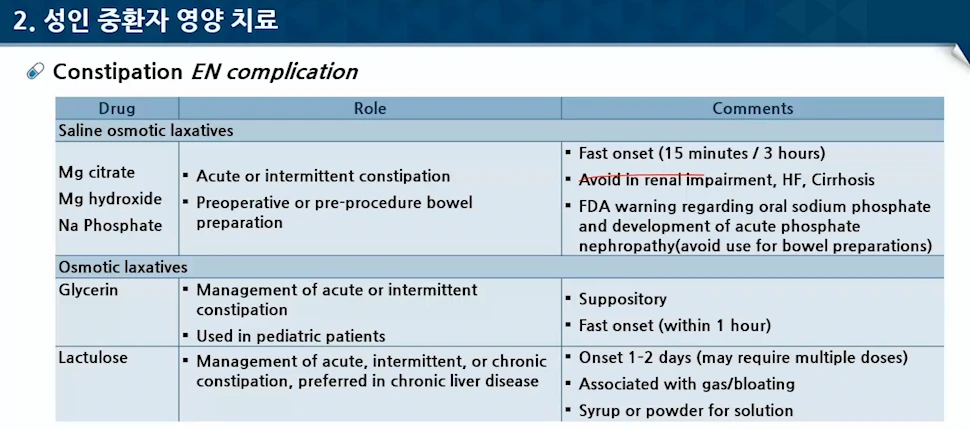 2. 성인 중환자 영양 치료
Constipation EN complication
Drug Role Comments
Saline osmotic laxatives
Mg citrate
Mg hydroxide
Na Phosphate
▪ Acute or intermittent constipation
▪ Preoperative or pre-procedure bowel
preparation
▪ Fast onset (15 minutes / 3 hours)
▪ Avoid in renal impairment, HF, Cirrhosis
▪ FDA warning regarding oral sodium phosphate
and development of acute phosphate
nephropathy(avoid use for bowel preparations)
Osmotic laxatives
Glycerin
▪ Management of acute or intermittent
constipation
▪ Used in pediatric patients
▪ Suppository
▪ Fast onset (within 1 hour)
Lactulose
▪ Management of acute, intermittent, or chronic
constipation, preferred in chronic liver disease
▪ Onset 1-2 days (may require multiple doses)
▪ Associated with gas/bloating
▪ Syrup or powder for solution